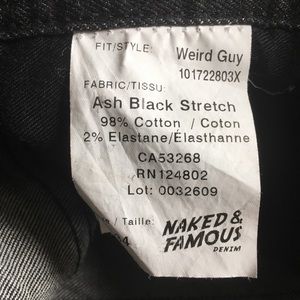 FIT/STYLE: Weird Guy
101722803X
FABRIC/TISSU:
Ash Black Stretch
98% Cotton / Coton
2% Elastane/Élasthanne
CA53268
RN124802
Lot: 0032609
/ Taille:
4
NAKED &
FAMOUS
DENIM